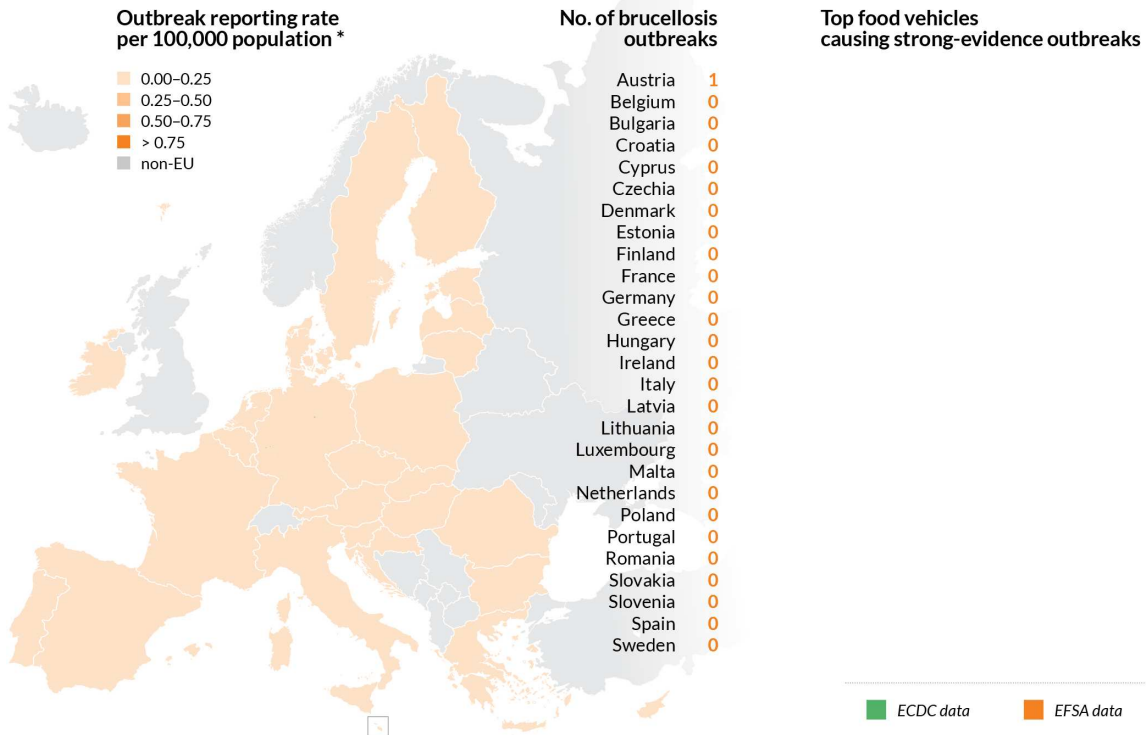 Outbreak reporting rate
per 100,000 population *
0.00–0.25
0.25–0.50
0.50–0.75
> 0.75
non-EU
No. of brucellosis
outbreaks
Austria 1
Belgium 0
Bulgaria 0
Croatia 0
Cyprus 0
Czechia 0
Denmark 0
Estonia 0
Finland 0
France 0
Germany 0
Greece 0
Hungary 0
Ireland 0
Italy 0
Latvia 0
Lithuania 0
Luxembourg 0
Malta 0
Netherlands 0
Poland 0
Portugal 0
Romania 0
Slovakia 0
Slovenia 0
Spain 0
Sweden 0
Top food vehicles
causing strong-evidence outbreaks
ECDC data
EFSA data